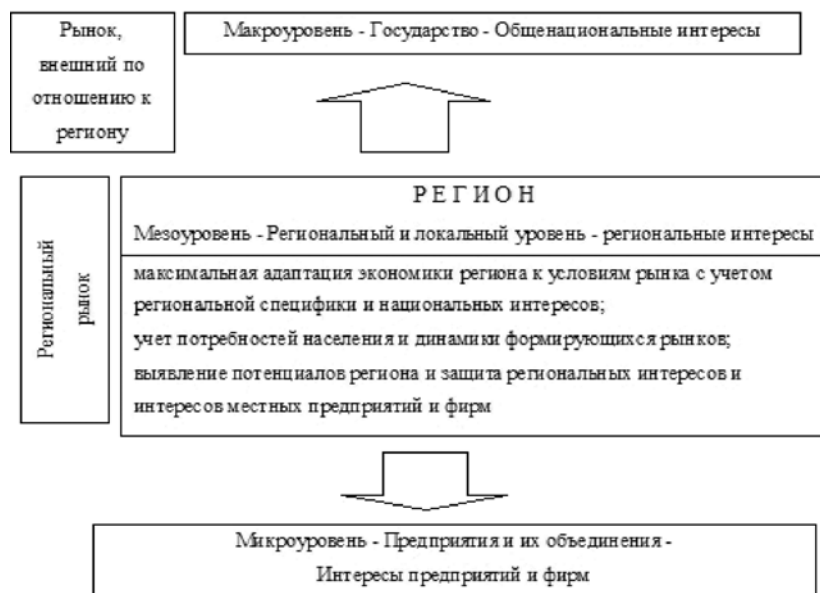 Рынок,
внешний по
отношению к
региону
Макроуровень - Государство - Общенациональные интересы
Региональный
рынок
РЕГИОН
Мезоуровень - Региональный и локальный уровень - региональные интересы
максимальная адаптация экономики региона к условиям рынка с учетом
региональной специфики и национальных интересов;
учет потребностей населения и динамики формирующихся рынков;
выявление потенциалов региона и защита региональных интересов и
интересов местных предприятий и фирм
Микроуровень - Предприятия и их объединения -
Интересы предприятий и фирм